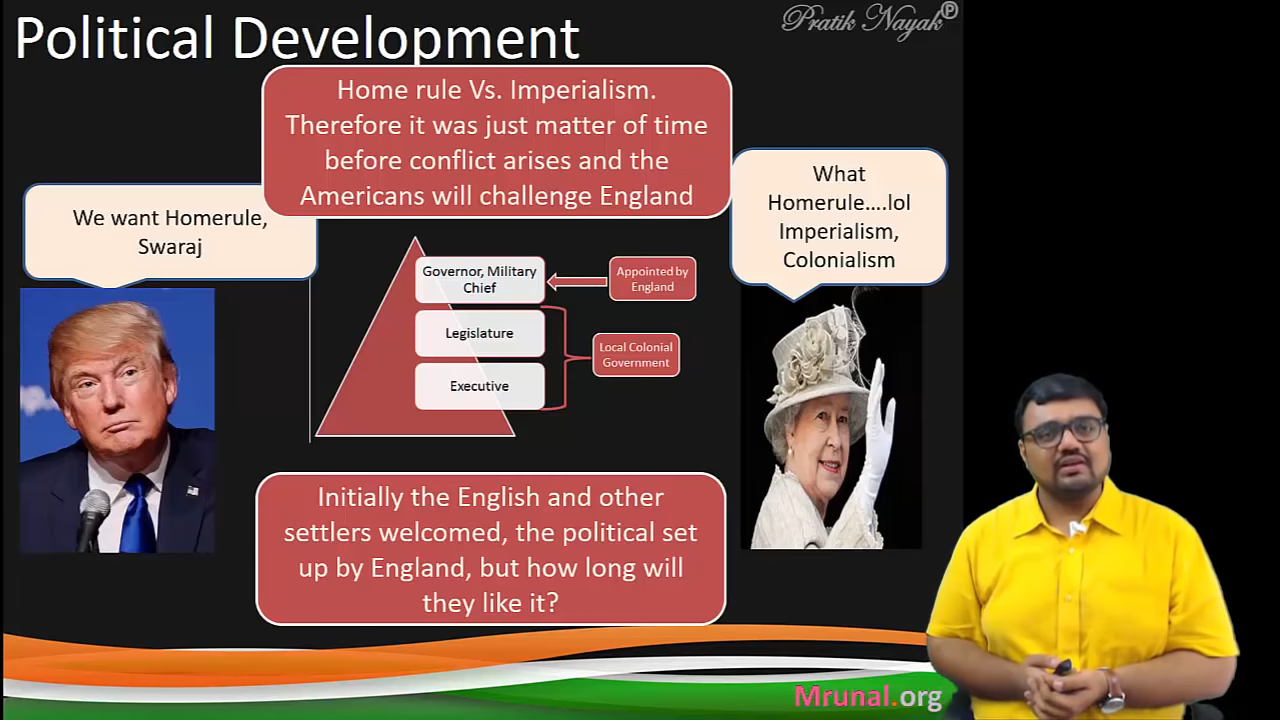 Political Development
Pratik Nayak
P
Home rule Vs. Imperialism.
Therefore it was just matter of time
before conflict arises and the
Americans will challenge England
We want Homerule,
Swaraj
What
Homerule....lol
Imperialism,
Colonialism
Governor, Military
Chief
Appointed by
England
Legislature
Executive
Local Colonial
Government
Initially the English and other
settlers welcomed, the political set
up by England, but how long will
they like it?
Mrunal.org